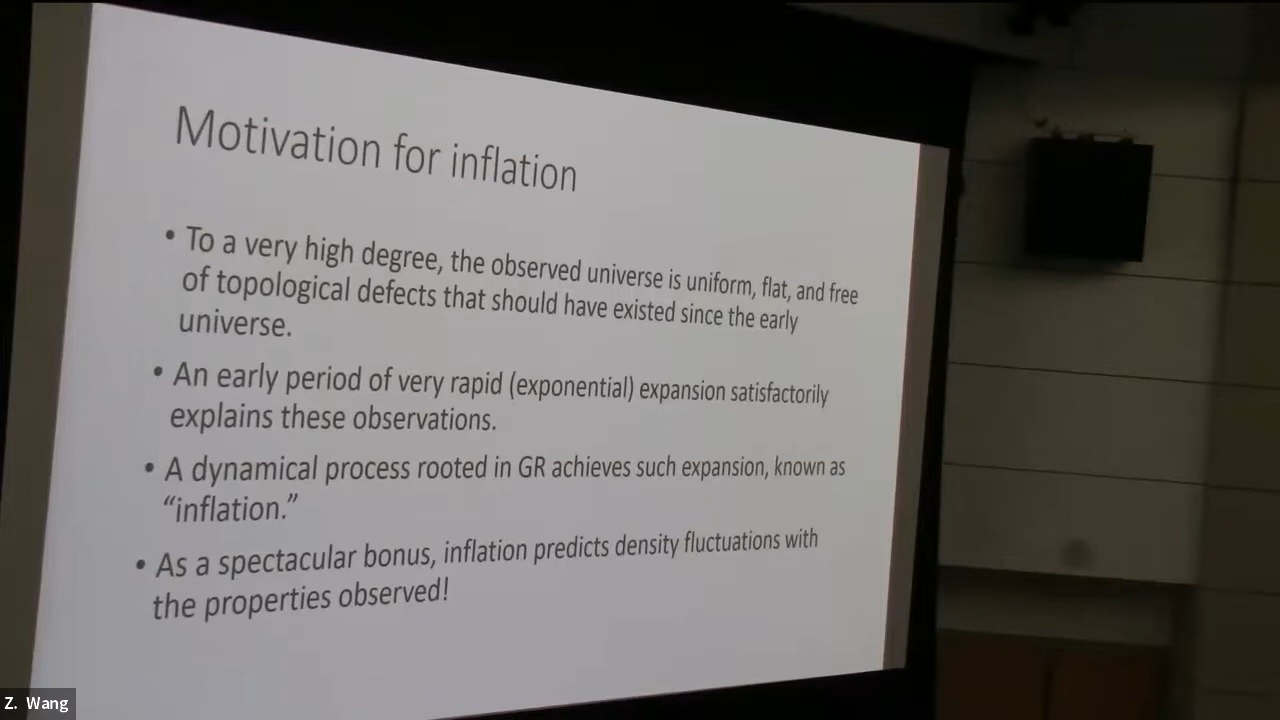 Motivation for inflation
• To a very high degree, the observed universe is uniform, flat, and free
of topological defects that should have existed since the early
universe.
• An early period of very rapid (exponential) expansion satisfactorily
explains these observations.
• A dynamical process rooted in GR achieves such expansion, known as
“inflation.”
• As a spectacular bonus, inflation predicts density fluctuations with
the properties observed!
Z. Wang